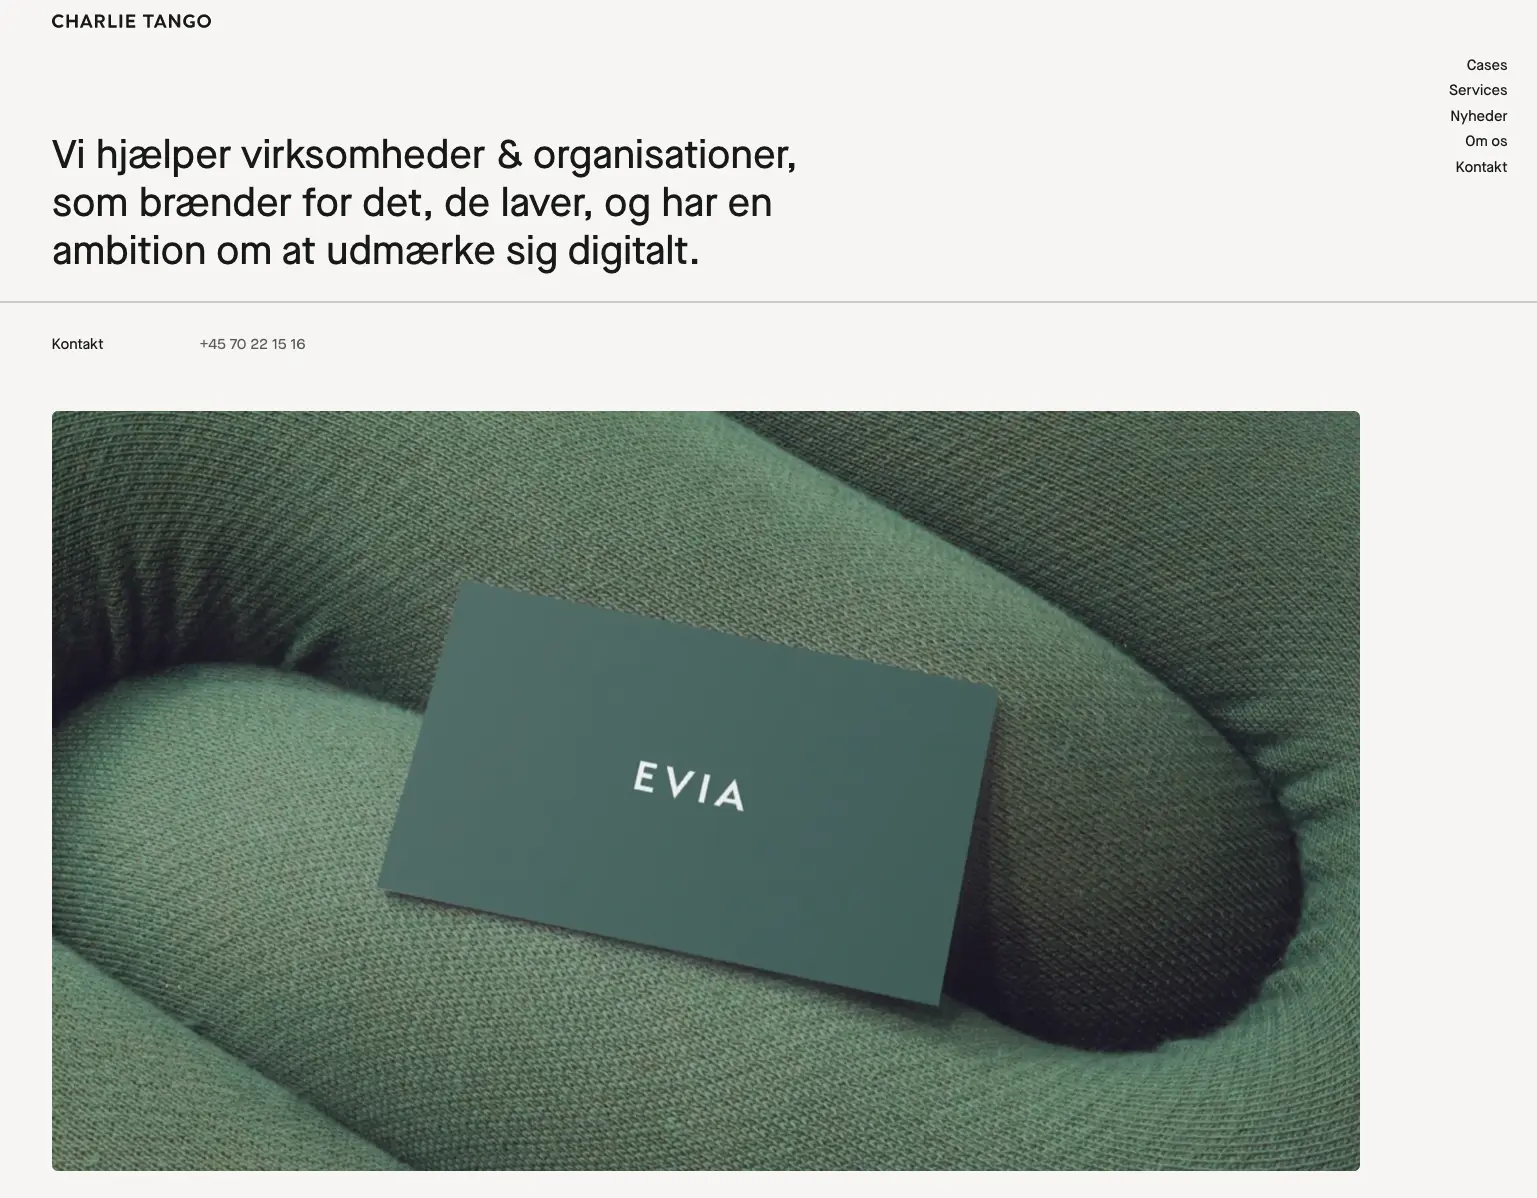 CHARLIE TANGO
Cases
Services
Nyheder
Om os
Kontakt
Vi hjælper virksomheder & organisationer,
som brænder for det, de laver, og har en
ambition om at udmærke sig digitalt.
Kontakt
+45 70 22 15 16
EVIA